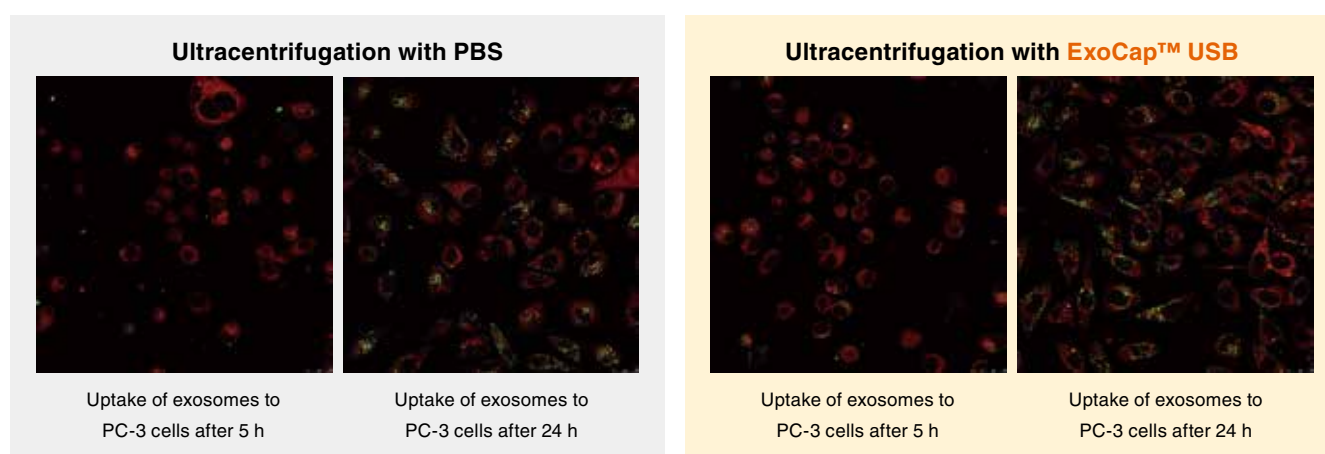 Ultracentrifugation with PBS
Uptake of exosomes to
PC-3 cells after 5 h
Uptake of exosomes to
PC-3 cells after 24 h
Ultracentrifugation with ExoCap™ USB
Uptake of exosomes to
PC-3 cells after 5 h
Uptake of exosomes to
PC-3 cells after 24 h